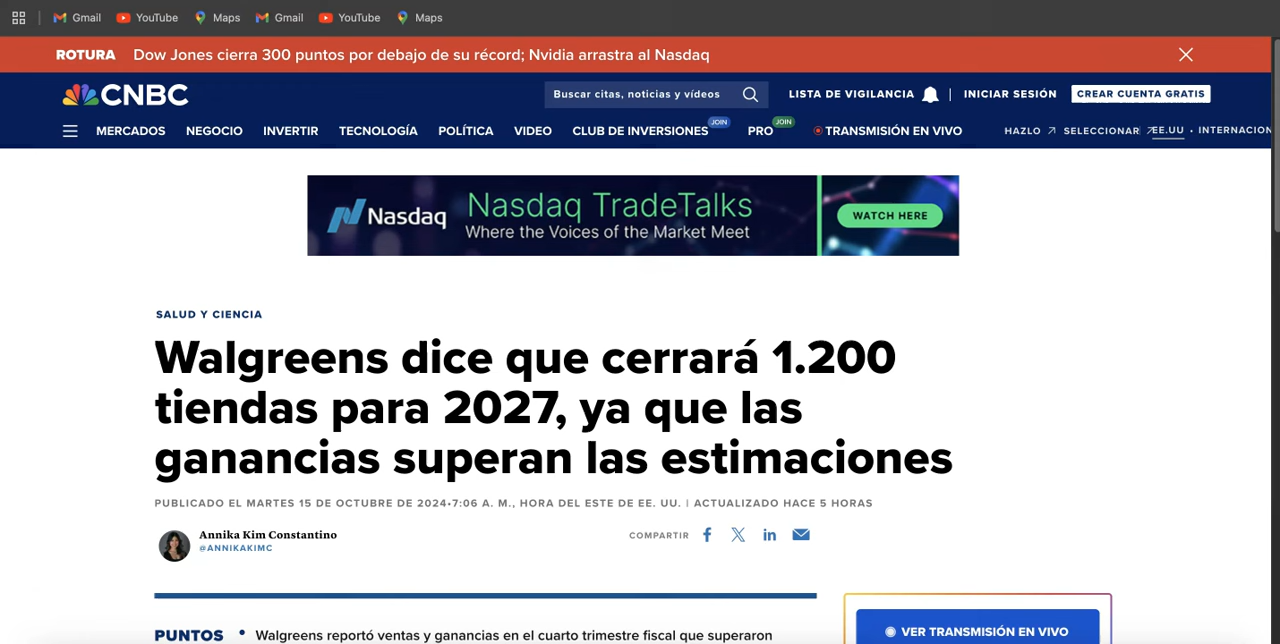 Gmail YouTube Maps Gmail YouTube Maps
ROTURA Dow Jones cierra 300 puntos por debajo de su récord; Nvidia arrastra al Nasdaq
CNBC
Buscar citas, noticias y vídeos
LISTA DE VIGILANCIA | INICIAR SESIÓN CREAR CUENTA GRATIS
MERCADOS NEGOCIO INVERTIR TECNOLOGÍA POLÍTICA VIDEO CLUB DE INVERSIONES JOIN PRO JOIN TRANSMISIÓN EN VIVO
HAZLO SELECCIONAR EE.UU • INTERNACION
Nasdaq
Nasdaq TradeTalks
Where the Voices of the Market Meet
WATCH HERE
SALUD Y CIENCIA
Walgreens dice que cerrará 1.200
tiendas para 2027, ya que las
ganancias superan las estimaciones
PUBLICADO EL MARTES 15 DE OCTUBRE DE 2024•7:06 A. M., HORA DEL ESTE DE EE. UU. | ACTUALIZADO HACE 5 HORAS
Annika Kim Constantino
@ANNIKAKIMC
COMPARTIR
PUNTOS • Walgreens reportó ventas y ganancias en el cuarto trimestre fiscal que superaron
VER TRANSMISIÓN EN VIVO